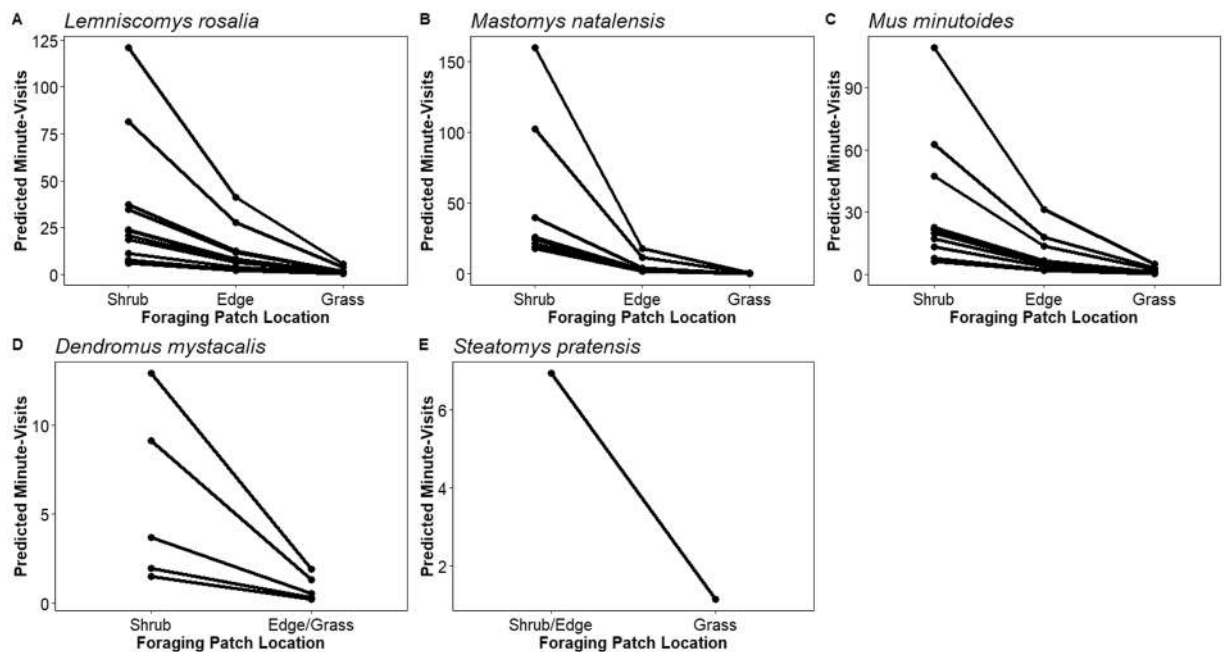 A Lemniscomys rosalia
B Mastomys natalensis
C Mus minutoides
Predicted Minute-Visits
125
100
75
50
25
0
Shrub Edge Grass
Foraging Patch Location
Predicted Minute-Visits
150
100
50
0
Shrub Edge Grass
Foraging Patch Location
Predicted Minute-Visits
90
60
30
0
Shrub Edge Grass
Foraging Patch Location
D Dendromus mystacalis
E Steatomys pratensis
Predicted Minute-Visits
10
5
0
Shrub Edge/Grass
Foraging Patch Location
Predicted Minute-Visits
6
4
2
Shrub/Edge Grass
Foraging Patch Location